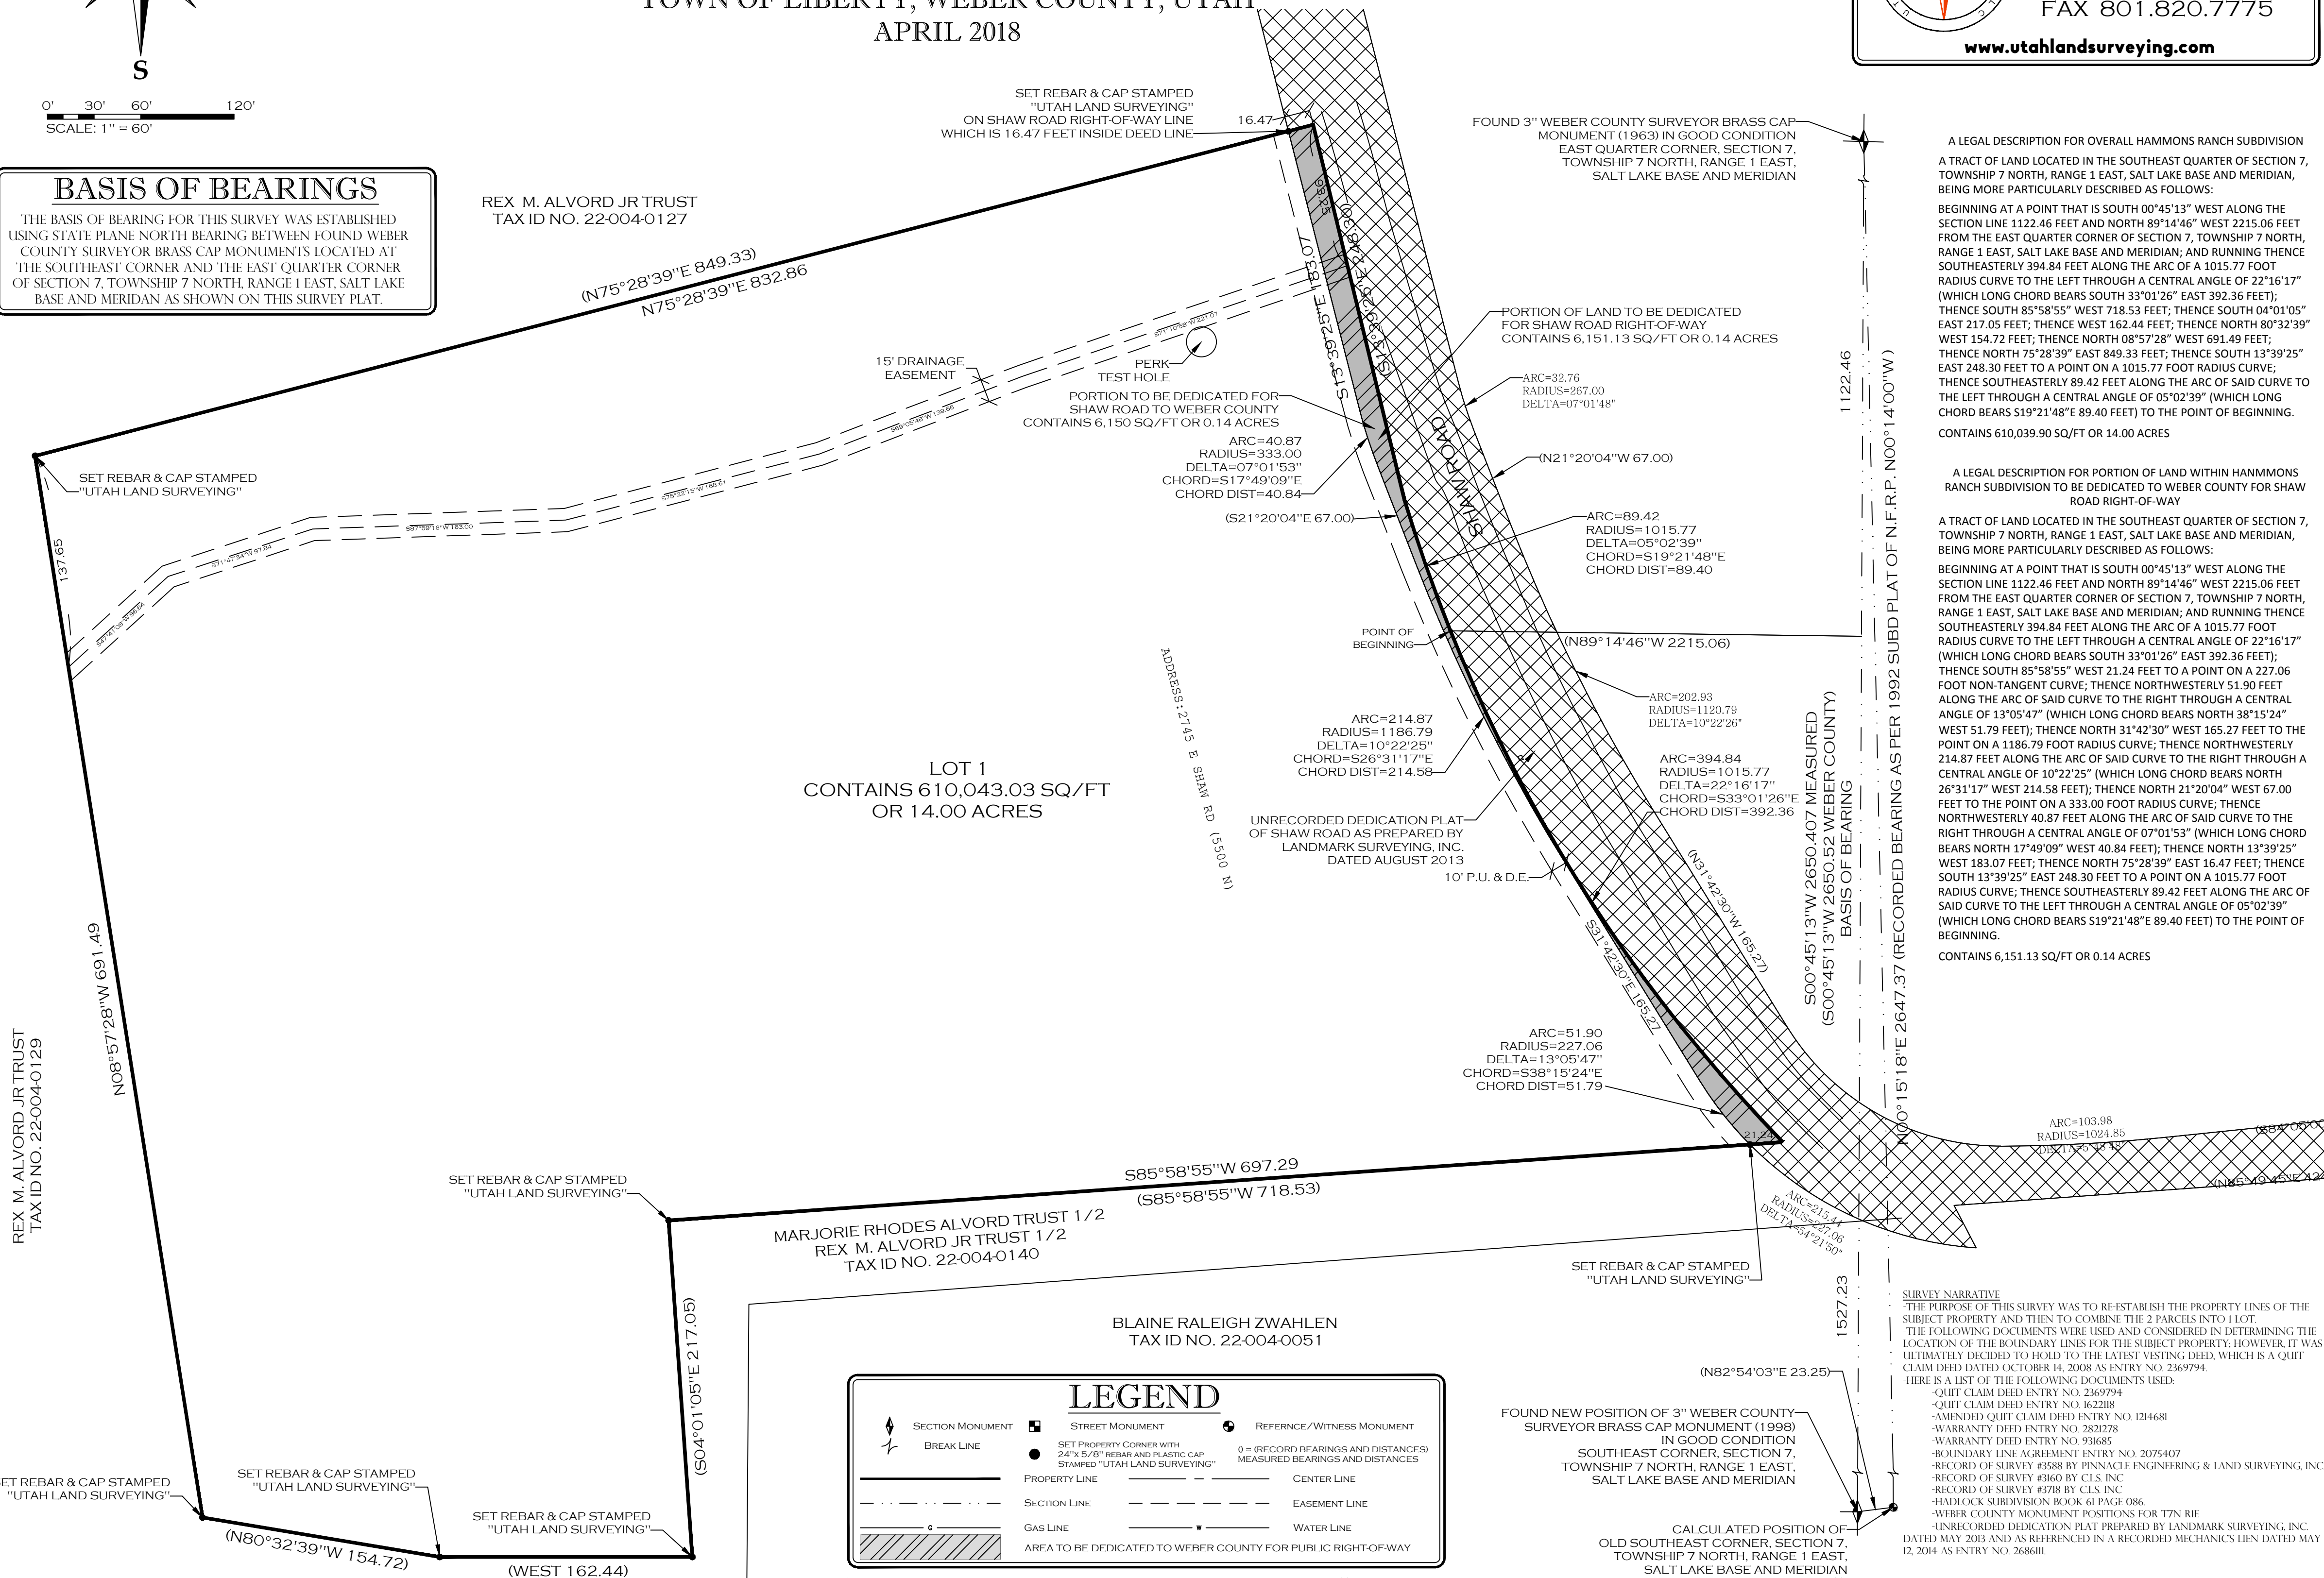 TOWN OF LIBERTY, WEBER COUNTY, UTAH
APRIL 2018
FAX 801.820.7775
www.utahlandsurveying.com
S
0' 30' 60' 120'
SCALE: 1" = 60'
BASIS OF BEARINGS
THE BASIS OF BEARING FOR THIS SURVEY WAS ESTABLISHED
USING STATE PLANE NORTH BEARING BETWEEN FOUND WEBER
COUNTY SURVEYOR BRASS CAP MONUMENTS LOCATED AT
THE SOUTHEAST CORNER AND THE EAST QUARTER CORNER
OF SECTION 7, TOWNSHIP 7 NORTH, RANGE 1 EAST, SALT LAKE
BASE AND MERIDAN AS SHOWN ON THIS SURVEY PLAT.
REX M. ALVORD JR TRUST
TAX ID NO. 22-004-0127
SET REBAR & CAP STAMPED
"UTAH LAND SURVEYING"
ON SHAW ROAD RIGHT-OF-WAY LINE
WHICH IS 16.47 FEET INSIDE DEED LINE
16.47
(N75°28'39"E 849.33)
N75°28'39"E 832.86
93.25
S13°39'25"E 183.07
(S13°39'25"E 248.30)
SHAW ROAD
FOUND 3" WEBER COUNTY SURVEYOR BRASS CAP
MONUMENT (1963) IN GOOD CONDITION
EAST QUARTER CORNER, SECTION 7,
TOWNSHIP 7 NORTH, RANGE 1 EAST,
SALT LAKE BASE AND MERIDIAN
PORTION OF LAND TO BE DEDICATED
FOR SHAW ROAD RIGHT-OF-WAY
CONTAINS 6,151.13 SQ/FT OR 0.14 ACRES
ARC=32.76
RADIUS=267.00
DELTA=07°01'48"
15' DRAINAGE
EASEMENT
PERK
TEST HOLE
S71°10'58"W 221.07
S69°05'48"W 139.66
S75°22'15"W 168.61
S87°59'16"W 163.00
S71°47'34"W 97.84
S47°41'08"W 86.64
PORTION TO BE DEDICATED FOR
SHAW ROAD TO WEBER COUNTY
CONTAINS 6,150 SQ/FT OR 0.14 ACRES
ARC=40.87
RADIUS=333.00
DELTA=07°01'53"
CHORD=S17°49'09"E
CHORD DIST=40.84
(S21°20'04"E 67.00)
(N21°20'04"W 67.00)
ARC=89.42
RADIUS=1015.77
DELTA=05°02'39"
CHORD=S19°21'48"E
CHORD DIST=89.40
POINT OF
BEGINNING
(N89°14'46"W 2215.06)
1122.46
SET REBAR & CAP STAMPED
"UTAH LAND SURVEYING"
137.65
N08°57'28"W 691.49
REX M. ALVORD JR TRUST
TAX ID NO. 22-004-0129
ADDRESS:2745 E SHAW RD (5500 N)
LOT 1
CONTAINS 610,043.03 SQ/FT
OR 14.00 ACRES
ARC=214.87
RADIUS=1186.79
DELTA=10°22'25"
CHORD=S26°31'17"E
CHORD DIST=214.58
ARC=202.93
RADIUS=1120.79
DELTA=10°22'26"
ARC=394.84
RADIUS=1015.77
DELTA=22°16'17"
CHORD=S33°01'26"E
CHORD DIST=392.36
UNRECORDED DEDICATION PLAT
OF SHAW ROAD AS PREPARED BY
LANDMARK SURVEYING, INC.
DATED AUGUST 2013
10' P.U. & D.E.
S31°42'30"E 165.27
(N31°42'30"W 165.27)
S00°45'13"W 2650.407 MEASURED
(S00°45'13"W 2650.52 WEBER COUNTY)
BASIS OF BEARING
N00°15'18"E 2647.37 (RECORDED BEARING AS PER 1992 SUBD PLAT OF N.F.R.P. N00°14'00"W)
ARC=51.90
RADIUS=227.06
DELTA=13°05'47"
CHORD=S38°15'24"E
CHORD DIST=51.79
21.24
ARC=103.98
RADIUS=1024.85
DELTA=5°48'48"
(S84°05'0
(N85°49'45"E 42
ARC=215.44
RADIUS=227.06
DELTA=54°21'50"
SET REBAR & CAP STAMPED
"UTAH LAND SURVEYING"
S85°58'55"W 697.29
(S85°58'55"W 718.53)
MARJORIE RHODES ALVORD TRUST 1/2
REX M. ALVORD JR TRUST 1/2
TAX ID NO. 22-004-0140
SET REBAR & CAP STAMPED
"UTAH LAND SURVEYING"
(S04°01'05"E 217.05)
BLAINE RALEIGH ZWAHLEN
TAX ID NO. 22-004-0051
1527.23
(N82°54'03"E 23.25)
FOUND NEW POSITION OF 3" WEBER COUNTY
SURVEYOR BRASS CAP MONUMENT (1998)
IN GOOD CONDITION
SOUTHEAST CORNER, SECTION 7,
TOWNSHIP 7 NORTH, RANGE 1 EAST,
SALT LAKE BASE AND MERIDIAN
CALCULATED POSITION OF
OLD SOUTHEAST CORNER, SECTION 7,
TOWNSHIP 7 NORTH, RANGE 1 EAST,
SALT LAKE BASE AND MERIDIAN
SET REBAR & CAP STAMPED
"UTAH LAND SURVEYING"
SET REBAR & CAP STAMPED
"UTAH LAND SURVEYING"
SET REBAR & CAP STAMPED
"UTAH LAND SURVEYING"
(N80°32'39"W 154.72)
(WEST 162.44)
LEGEND
SECTION MONUMENT STREET MONUMENT REFERNCE/WITNESS MONUMENT
BREAK LINE
SET PROPERTY CORNER WITH
24"X 5/8" REBAR AND PLASTIC CAP
STAMPED "UTAH LAND SURVEYING"
() = (RECORD BEARINGS AND DISTANCES)
MEASURED BEARINGS AND DISTANCES
PROPERTY LINE CENTER LINE
SECTION LINE EASEMENT LINE
G GAS LINE W WATER LINE
AREA TO BE DEDICATED TO WEBER COUNTY FOR PUBLIC RIGHT-OF-WAY
A LEGAL DESCRIPTION FOR OVERALL HAMMONS RANCH SUBDIVISION
A TRACT OF LAND LOCATED IN THE SOUTHEAST QUARTER OF SECTION 7,
TOWNSHIP 7 NORTH, RANGE 1 EAST, SALT LAKE BASE AND MERIDIAN,
BEING MORE PARTICULARLY DESCRIBED AS FOLLOWS:
BEGINNING AT A POINT THAT IS SOUTH 00°45'13" WEST ALONG THE
SECTION LINE 1122.46 FEET AND NORTH 89°14'46" WEST 2215.06 FEET
FROM THE EAST QUARTER CORNER OF SECTION 7, TOWNSHIP 7 NORTH,
RANGE 1 EAST, SALT LAKE BASE AND MERIDIAN; AND RUNNING THENCE
SOUTHEASTERLY 394.84 FEET ALONG THE ARC OF A 1015.77 FOOT
RADIUS CURVE TO THE LEFT THROUGH A CENTRAL ANGLE OF 22°16'17"
(WHICH LONG CHORD BEARS SOUTH 33°01'26" EAST 392.36 FEET);
THENCE SOUTH 85°58'55" WEST 718.53 FEET; THENCE SOUTH 04°01'05"
EAST 217.05 FEET; THENCE WEST 162.44 FEET; THENCE NORTH 80°32'39"
WEST 154.72 FEET; THENCE NORTH 08°57'28" WEST 691.49 FEET;
THENCE NORTH 75°28'39" EAST 849.33 FEET; THENCE SOUTH 13°39'25"
EAST 248.30 FEET TO A POINT ON A 1015.77 FOOT RADIUS CURVE;
THENCE SOUTHEASTERLY 89.42 FEET ALONG THE ARC OF SAID CURVE TO
THE LEFT THROUGH A CENTRAL ANGLE OF 05°02'39" (WHICH LONG
CHORD BEARS S19°21'48"E 89.40 FEET) TO THE POINT OF BEGINNING.
CONTAINS 610,039.90 SQ/FT OR 14.00 ACRES
A LEGAL DESCRIPTION FOR PORTION OF LAND WITHIN HANMMONS
RANCH SUBDIVISION TO BE DEDICATED TO WEBER COUNTY FOR SHAW
ROAD RIGHT-OF-WAY
A TRACT OF LAND LOCATED IN THE SOUTHEAST QUARTER OF SECTION 7,
TOWNSHIP 7 NORTH, RANGE 1 EAST, SALT LAKE BASE AND MERIDIAN,
BEING MORE PARTICULARLY DESCRIBED AS FOLLOWS:
BEGINNING AT A POINT THAT IS SOUTH 00°45'13" WEST ALONG THE
SECTION LINE 1122.46 FEET AND NORTH 89°14'46" WEST 2215.06 FEET
FROM THE EAST QUARTER CORNER OF SECTION 7, TOWNSHIP 7 NORTH,
RANGE 1 EAST, SALT LAKE BASE AND MERIDIAN; AND RUNNING THENCE
SOUTHEASTERLY 394.84 FEET ALONG THE ARC OF A 1015.77 FOOT
RADIUS CURVE TO THE LEFT THROUGH A CENTRAL ANGLE OF 22°16'17"
(WHICH LONG CHORD BEARS SOUTH 33°01'26" EAST 392.36 FEET);
THENCE SOUTH 85°58'55" WEST 21.24 FEET TO A POINT ON A 227.06
FOOT NON-TANGENT CURVE; THENCE NORTHWESTERLY 51.90 FEET
ALONG THE ARC OF SAID CURVE TO THE RIGHT THROUGH A CENTRAL
ANGLE OF 13°05'47" (WHICH LONG CHORD BEARS NORTH 38°15'24"
WEST 51.79 FEET); THENCE NORTH 31°42'30" WEST 165.27 FEET TO THE
POINT ON A 1186.79 FOOT RADIUS CURVE; THENCE NORTHWESTERLY
214.87 FEET ALONG THE ARC OF SAID CURVE TO THE RIGHT THROUGH A
CENTRAL ANGLE OF 10°22'25" (WHICH LONG CHORD BEARS NORTH
26°31'17" WEST 214.58 FEET); THENCE NORTH 21°20'04" WEST 67.00
FEET TO THE POINT ON A 333.00 FOOT RADIUS CURVE; THENCE
NORTHWESTERLY 40.87 FEET ALONG THE ARC OF SAID CURVE TO THE
RIGHT THROUGH A CENTRAL ANGLE OF 07°01'53" (WHICH LONG CHORD
BEARS NORTH 17°49'09" WEST 40.84 FEET); THENCE NORTH 13°39'25"
WEST 183.07 FEET; THENCE NORTH 75°28'39" EAST 16.47 FEET; THENCE
SOUTH 13°39'25" EAST 248.30 FEET TO A POINT ON A 1015.77 FOOT
RADIUS CURVE; THENCE SOUTHEASTERLY 89.42 FEET ALONG THE ARC OF
SAID CURVE TO THE LEFT THROUGH A CENTRAL ANGLE OF 05°02'39"
(WHICH LONG CHORD BEARS S19°21'48"E 89.40 FEET) TO THE POINT OF
BEGINNING.
CONTAINS 6,151.13 SQ/FT OR 0.14 ACRES
SURVEY NARRATIVE
-THE PURPOSE OF THIS SURVEY WAS TO RE-ESTABLISH THE PROPERTY LINES OF THE
SUBJECT PROPERTY AND THEN TO COMBINE THE 2 PARCELS INTO 1 LOT.
-THE FOLLOWING DOCUMENTS WERE USED AND CONSIDERED IN DETERMINING THE
LOCATION OF THE BOUNDARY LINES FOR THE SUBJECT PROPERTY; HOWEVER, IT WAS
ULTIMATELY DECIDED TO HOLD TO THE LATEST VESTING DEED, WHICH IS A QUIT
CLAIM DEED DATED OCTOBER 14, 2008 AS ENTRY NO. 2369794.
-HERE IS A LIST OF THE FOLLOWING DOCUMENTS USED:
-QUIT CLAIM DEED ENTRY NO. 2369794
-QUIT CLAIM DEED ENTRY NO. 1622118
-AMENDED QUIT CLAIM DEED ENTRY NO. 1214681
-WARRANTY DEED ENTRY NO. 2821278
-WARRANTY DEED ENTRY NO. 931685
-BOUNDARY LINE AGREEMENT ENTRY NO. 2075407
-RECORD OF SURVEY #3588 BY PINNACLE ENGINEERING & LAND SURVEYING, INC
-RECORD OF SURVEY #3160 BY C.L.S. INC
-RECORD OF SURVEY #3718 BY C.L.S. INC
-HADLOCK SUBDIVISION BOOK 61 PAGE 086.
-WEBER COUNTY MONUMENT POSITIONS FOR T7N R1E
-UNRECORDED DEDICATION PLAT PREPARED BY LANDMARK SURVEYING, INC.
DATED MAY 2013 AND AS REFERENCED IN A RECORDED MECHANICS LIEN DATED MAY
12, 2014 AS ENTRY NO. 2686111.